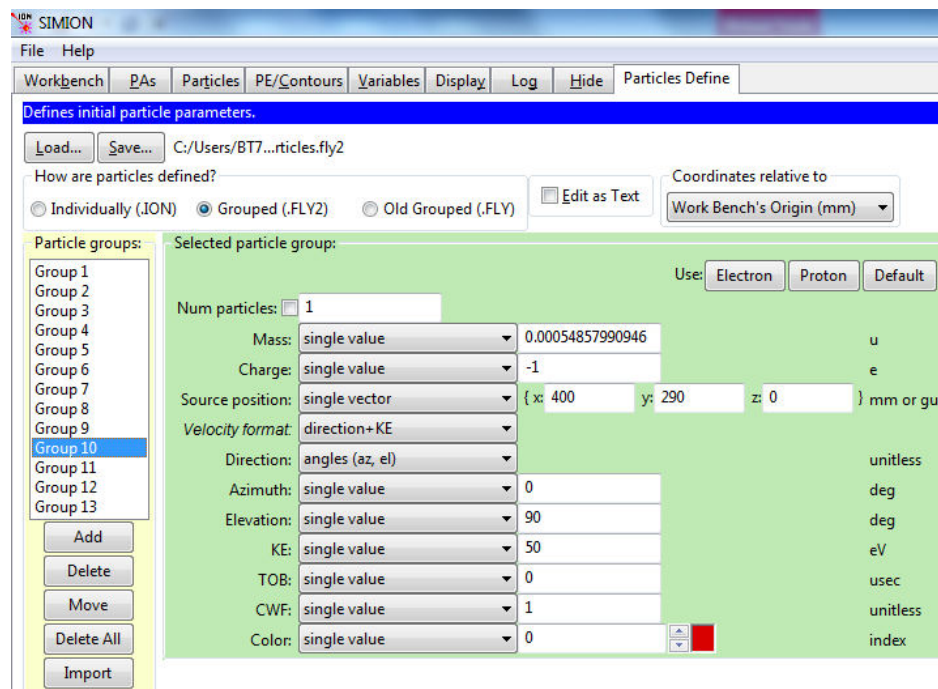 SIMION
File Help
Workbench PAs Particles PE/Contours Variables Display Log Hide Particles Define
Defines initial particle parameters.
Load... Save... C:/Users/BT7...rticles.fly2
How are particles defined?
Individually (.ION) Grouped (.FLY2) Old Grouped (.FLY)
Edit as Text
Coordinates relative to
Work Bench's Origin (mm)
Particle groups:
Group 1
Group 2
Group 3
Group 4
Group 5
Group 6
Group 7
Group 8
Group 9
Group 10
Group 11
Group 12
Group 13
Add
Delete
Move
Delete All
Import
Selected particle group:
Use: Electron Proton Default
Num particles: 1
Mass: single value 0.00054857990946 u
Charge: single value -1 e
Source position: single vector { x: 400 y: 290 z: 0 } mm or gu
Velocity format: direction+KE
Direction: angles (az, el) unitless
Azimuth: single value 0 deg
Elevation: single value 90 deg
KE: single value 50 eV
TOB: single value 0 usec
CWF: single value 1 unitless
Color: single value 0 index